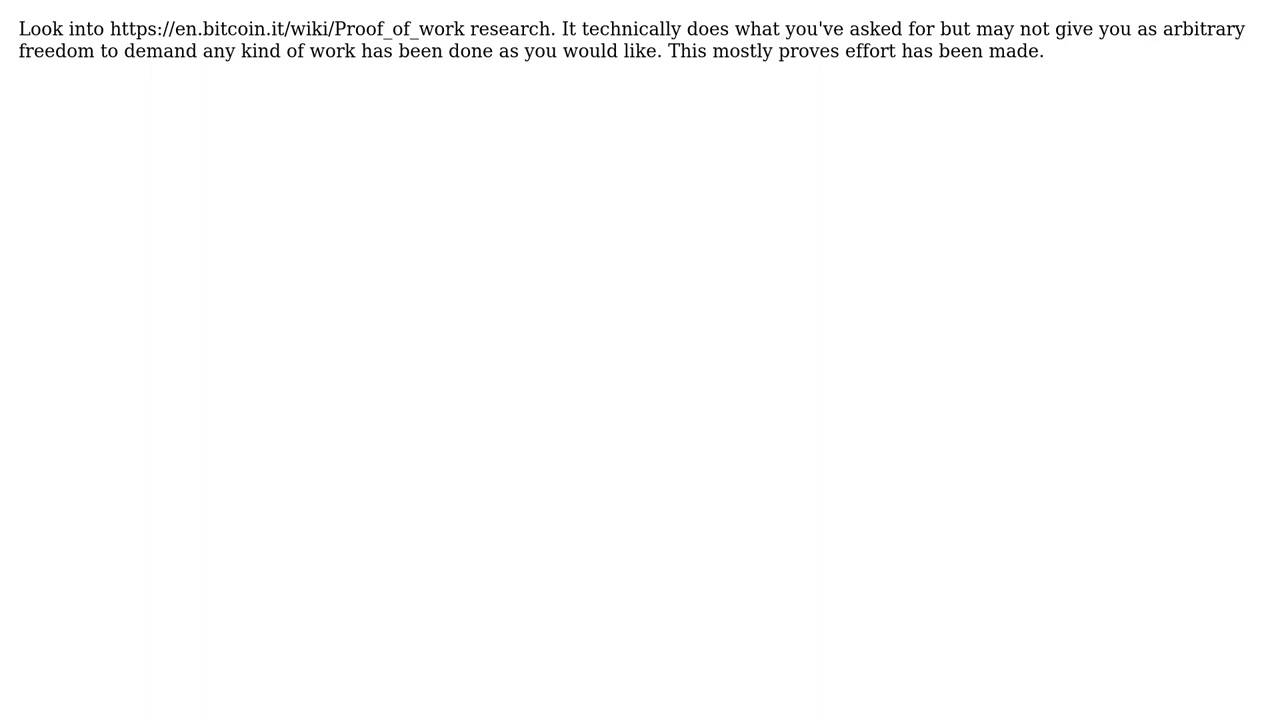 Look into https://en.bitcoin.it/wiki/Proof_of_work research. It technically does what you've asked for but may not give you as arbitrary
freedom to demand any kind of work has been done as you would like. This mostly proves effort has been made.